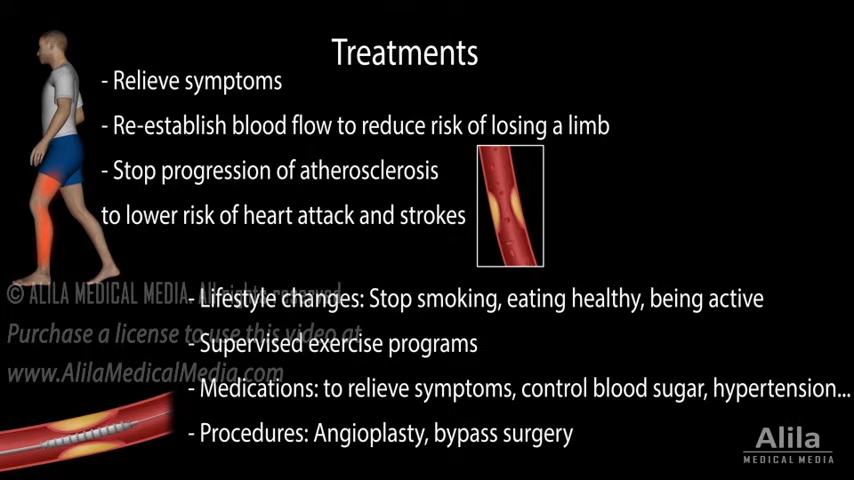 Treatments
- Relieve symptoms
- Re-establish blood flow to reduce risk of losing a limb
- Stop progression of atherosclerosis
to lower risk of heart attack and strokes
© ALILA MEDICAL MEDIA. All rights reserved.
- Lifestyle changes: Stop smoking, eating healthy, being active
Purchase a license to use this video at
- Supervised exercise programs
www.AlilaMedicalMedia.com
- Medications: to relieve symptoms, control blood sugar, hypertension...
- Procedures: Angioplasty, bypass surgery
Alila
MEDICAL MEDIA